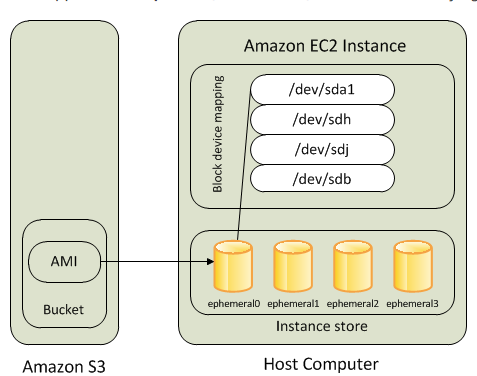 Amazon EC2 Instance
Block device mapping
/dev/sda1
/dev/sdh
/dev/sdj
/dev/sdb
AMI
Bucket
ephemeral0
ephemeral1
ephemeral2
ephemeral3
Instance store
Amazon S3
Host Computer